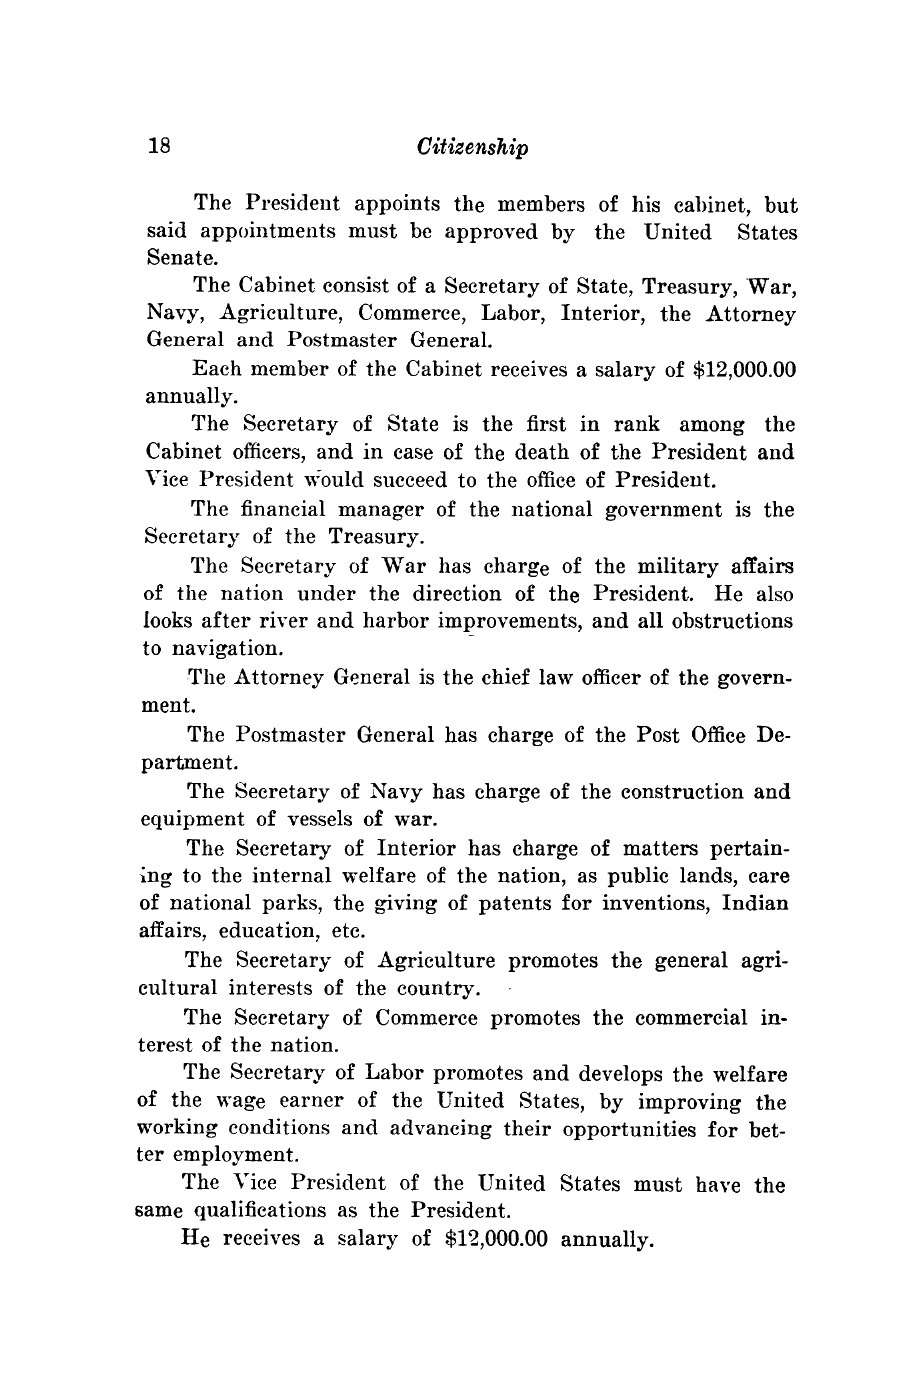 18 Citizenship
The President appoints the members of his cabinet, but
said appointments must be approved by the United States
Senate.
The Cabinet consist of a Secretary of State, Treasury, War,
Navy, Agriculture, Commerce, Labor, Interior, the Attorney
General and Postmaster General.
Each member of the Cabinet receives a salary of $12,000.00
annually.
The Secretary of State is the first in rank among the
Cabinet officers, and in case of the death of the President and
Vice President would succeed to the office of President.
The financial manager of the national government is the
Secretary of the Treasury.
The Secretary of War has charge of the military affairs
of the nation under the direction of the President. He also
looks after river and harbor improvements, and all obstructions
to navigation.
The Attorney General is the chief law officer of the govern-
ment.
The Postmaster General has charge of the Post Office De-
partment.
The Secretary of Navy has charge of the construction and
equipment of vessels of war.
The Secretary of Interior has charge of matters pertain-
ing to the internal welfare of the nation, as public lands, care
of national parks, the giving of patents for inventions, Indian
affairs, education, etc.
The Secretary of Agriculture promotes the general agri-
cultural interests of the country.
The Secretary of Commerce promotes the commercial in-
terest of the nation.
The Secretary of Labor promotes and develops the welfare
of the wage earner of the United States, by improving the
working conditions and advancing their opportunities for bet-
ter employment.
The Vice President of the United States must have the
same qualifications as the President.
He receives a salary of $12,000.00 annually.